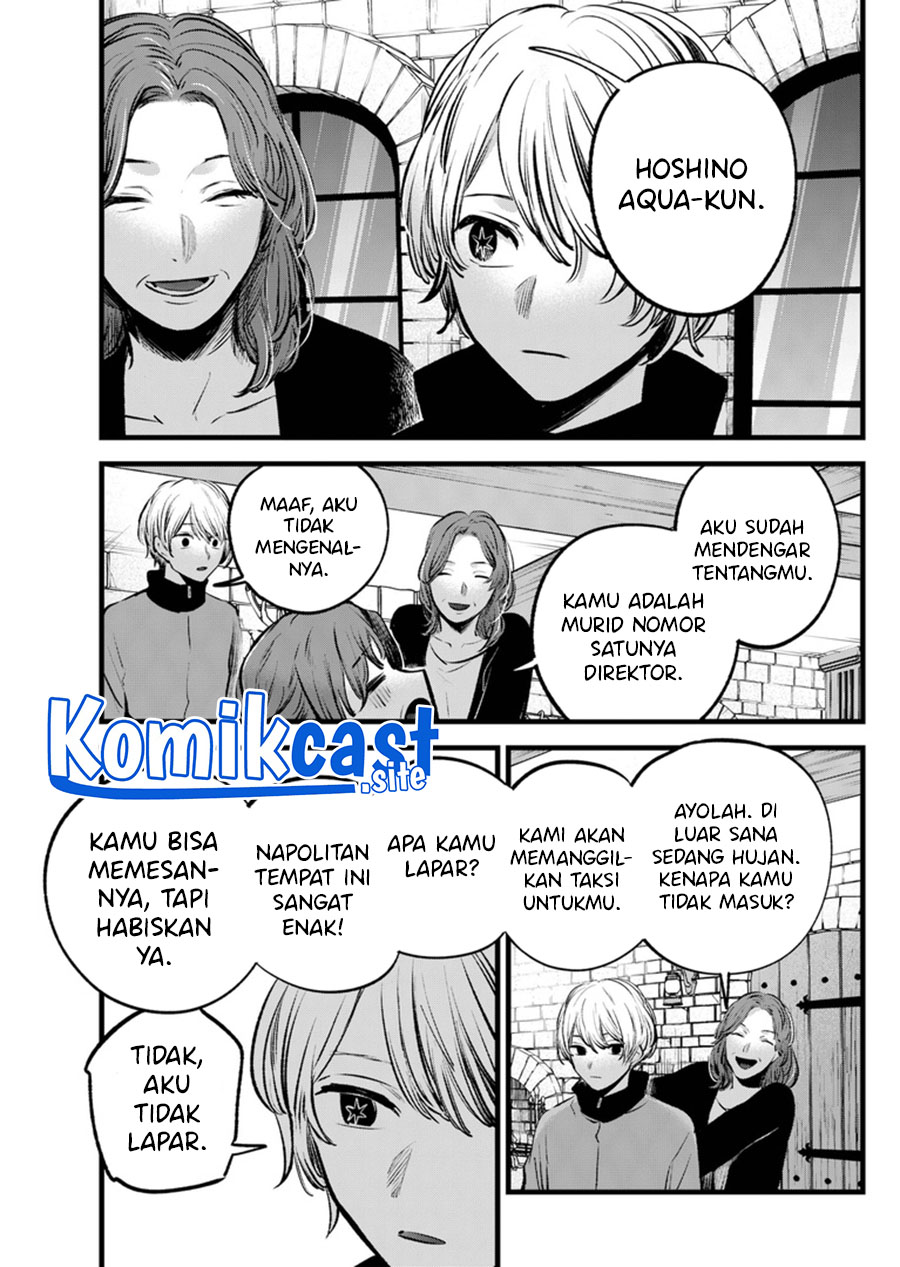 HOSHINO
AQUA-KUN.
AKU SUDAH
MENDENGAR
TENTANGMU.
KAMU ADALAH
MURID NOMOR
SATUNYA
DIREKTOR.
MAAF, AKU
TIDAK
MENGENAL-
NYA.
AYOLAH. DI
LUAR SANA
SEDANG HUJAN.
KENAPA KAMU
TIDAK MASUK?
KAMI AKAN
MEMANGGIL-
KAN TAKSI
UNTUKMU.
APA KAMU
LAPAR?
NAPOLITAN
TEMPAT INI
SANGAT
ENAK!
KAMU BISA
MEMESAN-
NYA, TAPI
HABISKAN
YA.
TIDAK,
AKU
TIDAK
LAPAR.
Komikcast
.site